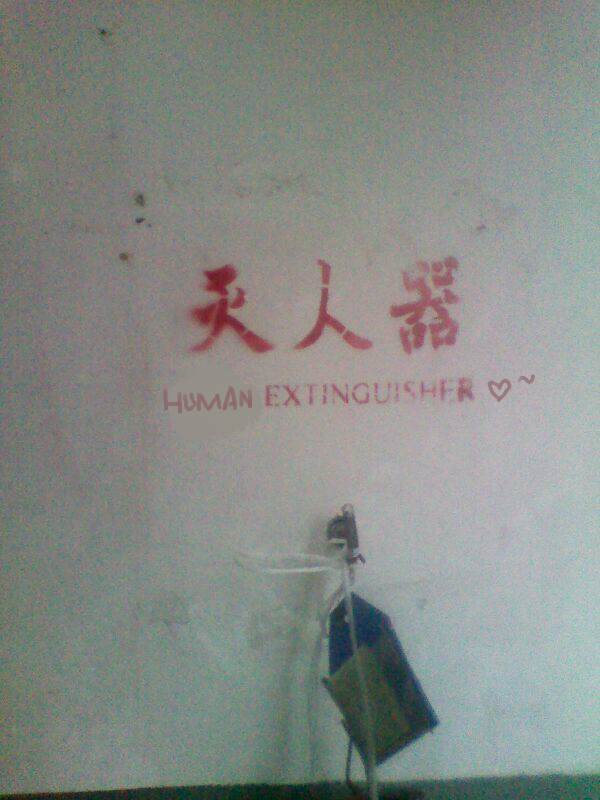 灭人器
HUMAN EXTINGUISHER ♡~